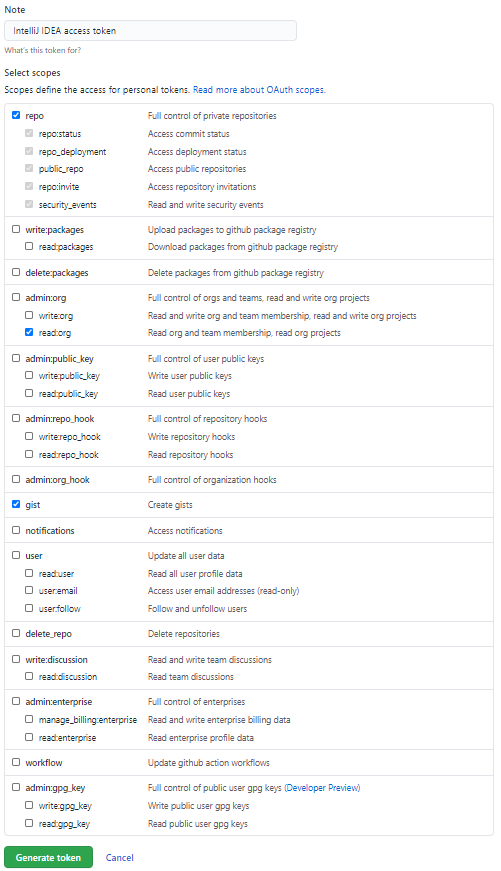 Note
IntelliJ IDEA access token
What's this token for?
Select scopes
Scopes define the access for personal tokens. Read more about OAuth scopes.
repo Full control of private repositories
repo:status Access commit status
repo_deployment Access deployment status
public_repo Access public repositories
repo:invite Access repository invitations
security_events Read and write security events
write:packages Upload packages to github package registry
read:packages Download packages from github package registry
delete:packages Delete packages from github package registry
admin:org Full control of orgs and teams, read and write org projects
write:org Read and write org and team membership, read and write org projects
read:org Read org and team membership, read org projects
admin:public_key Full control of user public keys
write:public_key Write user public keys
read:public_key Read user public keys
admin:repo_hook Full control of repository hooks
write:repo_hook Write repository hooks
read:repo_hook Read repository hooks
admin:org_hook Full control of organization hooks
gist Create gists
notifications Access notifications
user Update all user data
read:user Read all user profile data
user:email Access user email addresses (read-only)
user:follow Follow and unfollow users
delete_repo Delete repositories
write:discussion Read and write team discussions
read:discussion Read team discussions
admin:enterprise Full control of enterprises
manage_billing:enterprise Read and write enterprise billing data
read:enterprise Read enterprise profile data
workflow Update github action workflows
admin:gpg_key Full control of public user gpg keys (Developer Preview)
write:gpg_key Write public user gpg keys
read:gpg_key Read public user gpg keys
Generate token Cancel